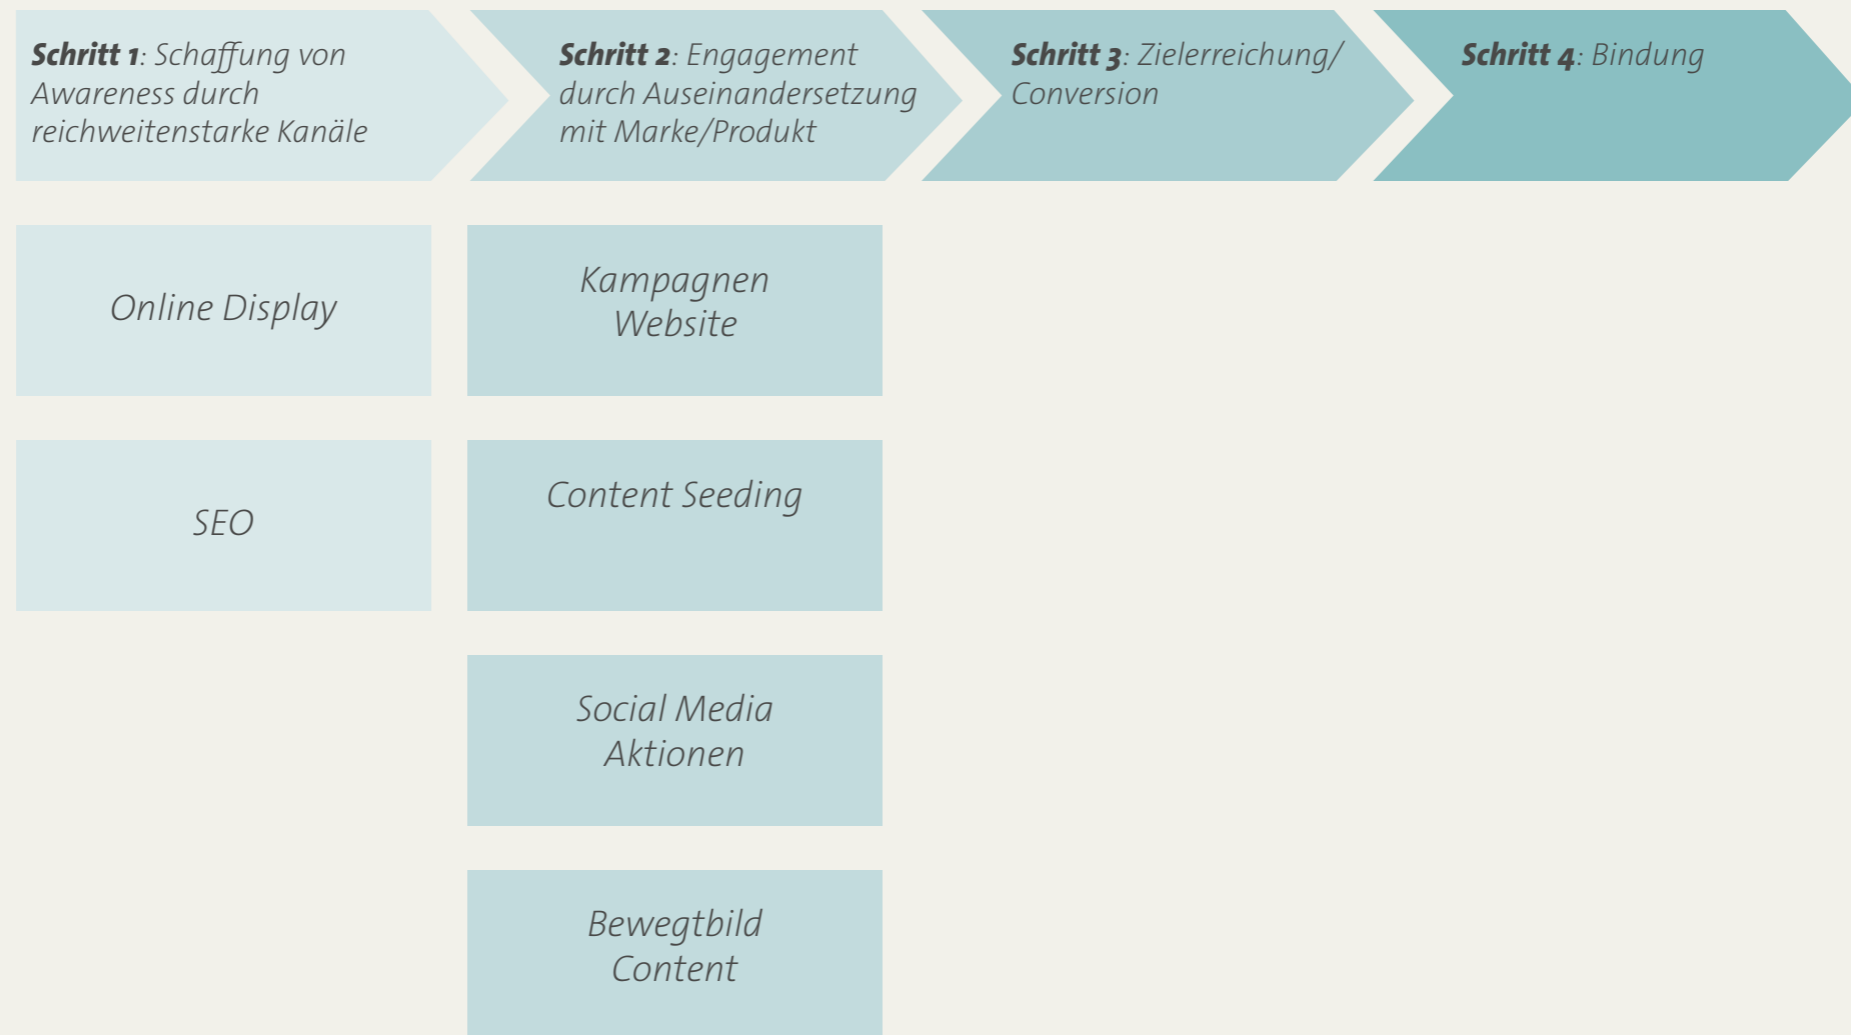 Schritt 1: Schaffung von
Awareness durch
reichweitenstarke Kanäle
Schritt 2: Engagement
durch Auseinandersetzung
mit Marke/Produkt
Schritt 3: Zielerreichung/
Conversion
Schritt 4: Bindung
Online Display
Kampagnen
Website
SEO
Content Seeding
Social Media
Aktionen
Bewegtbild
Content